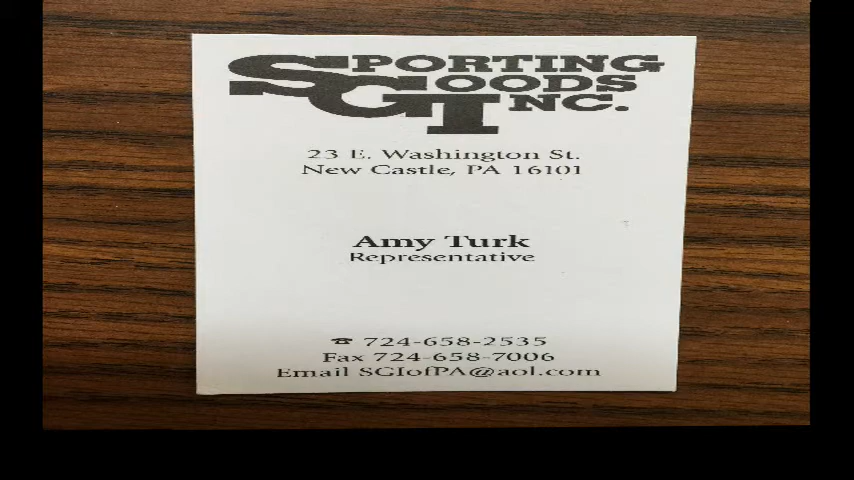 SPORTING
GOODS
INC.
23 E. Washington St.
New Castle, PA 16101
Amy Turk
Representative
☎ 724-658-2535
Fax 724-658-7006
Email SGIofPA@aol.com